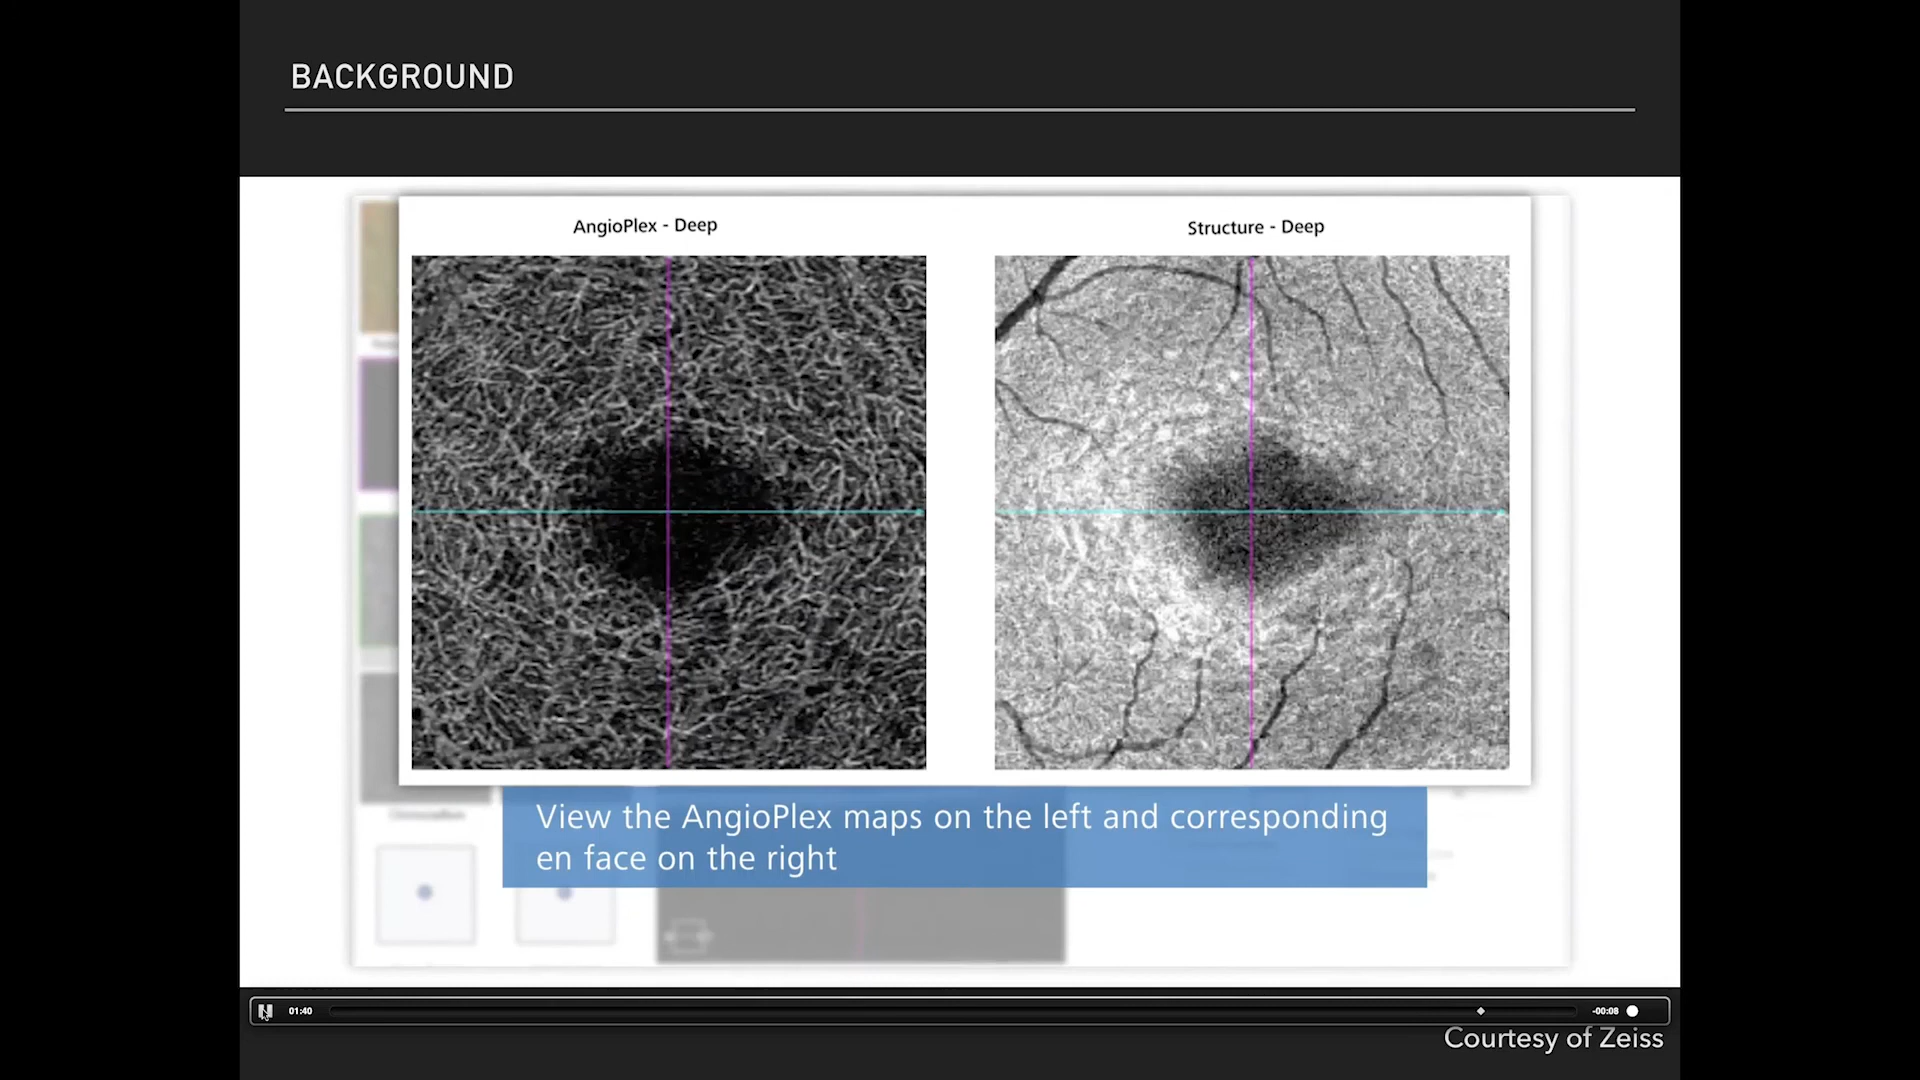 BACKGROUND
AngioPlex - Deep
Structure - Deep
View the AngioPlex maps on the left and corresponding
en face on the right
01:40
-00:08
Courtesy of Zeiss